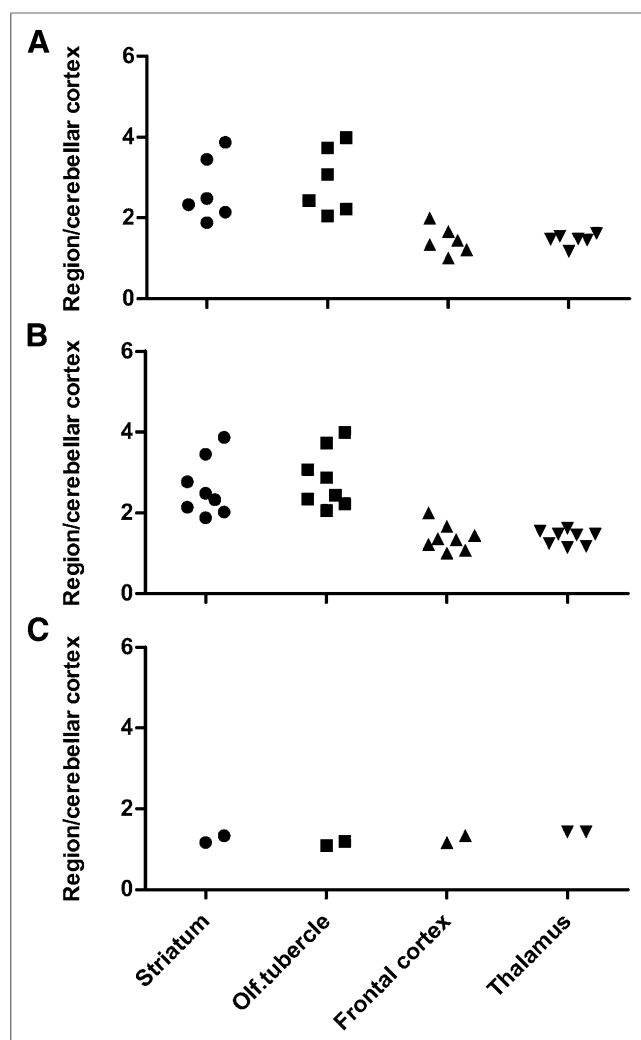 A
Region/cerebellar cortex
6
4
2
0
B
Region/cerebellar cortex
6
4
2
0
C
Region/cerebellar cortex
6
4
2
0
Striatum
Olf.tubercle
Frontal cortex
Thalamus